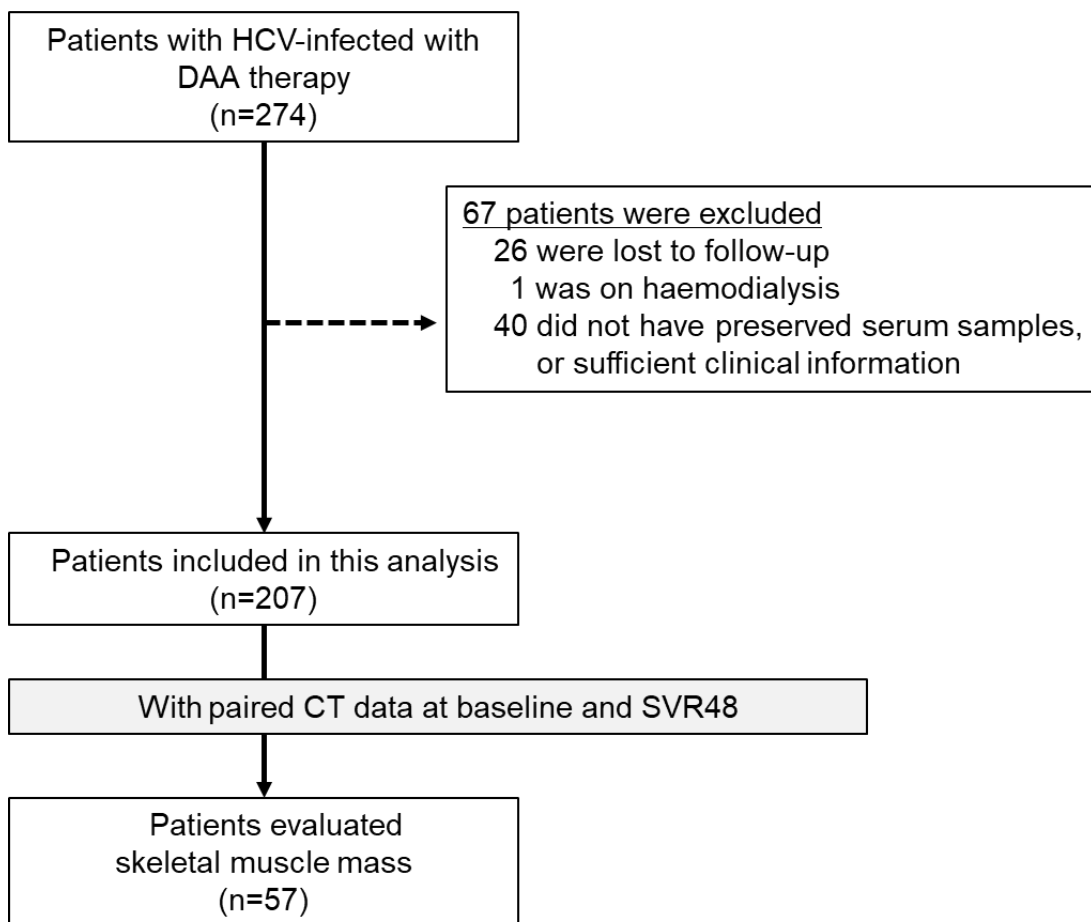 Patients with HCV-infected with
DAA therapy
(n=274)
67 patients were excluded
26 were lost to follow-up
1 was on haemodialysis
40 did not have preserved serum samples,
or sufficient clinical information
Patients included in this analysis
(n=207)
With paired CT data at baseline and SVR48
Patients evaluated
skeletal muscle mass
(n=57)